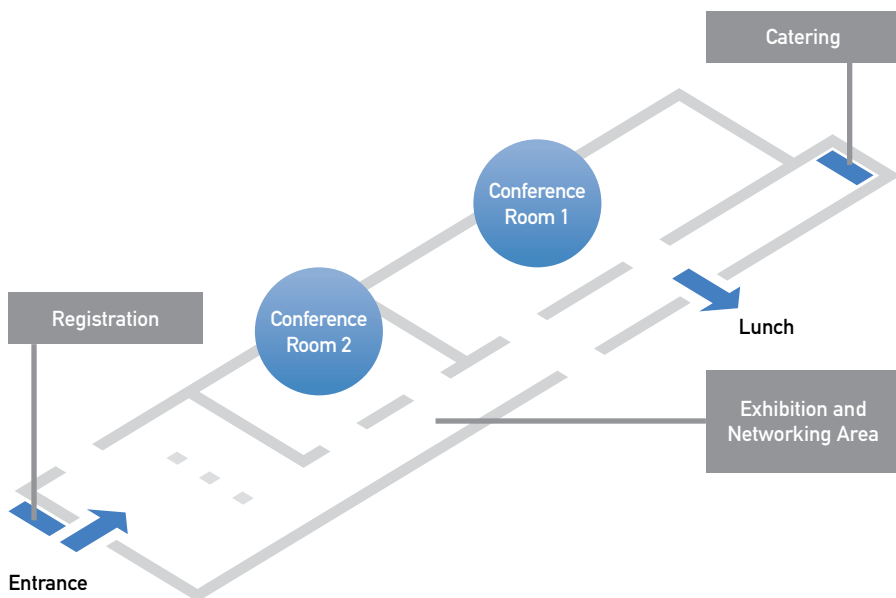 Catering
Conference
Room 1
Registration
Conference
Room 2
Lunch
Exhibition and
Networking Area
Entrance